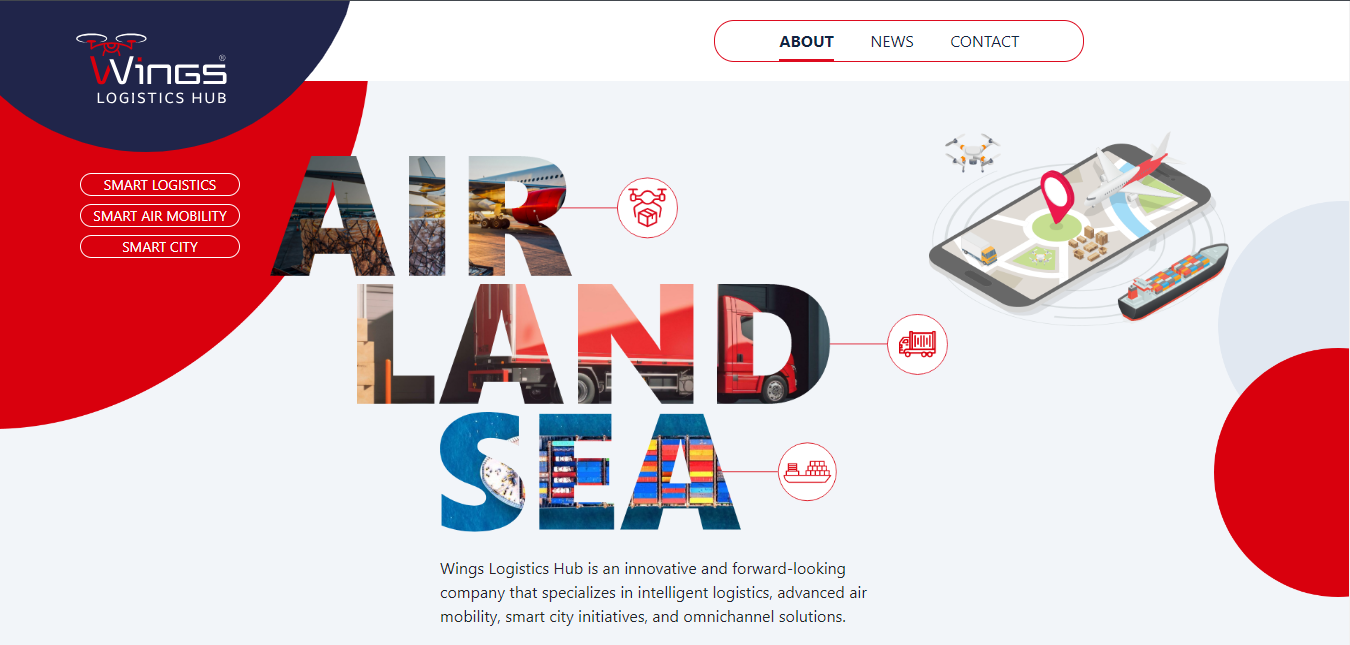 Wings®
LOGISTICS HUB
ABOUT NEWS CONTACT
SMART LOGISTICS
SMART AIR MOBILITY
SMART CITY
AIR
LAND
SEA
Wings Logistics Hub is an innovative and forward-looking
company that specializes in intelligent logistics, advanced air
mobility, smart city initiatives, and omnichannel solutions.